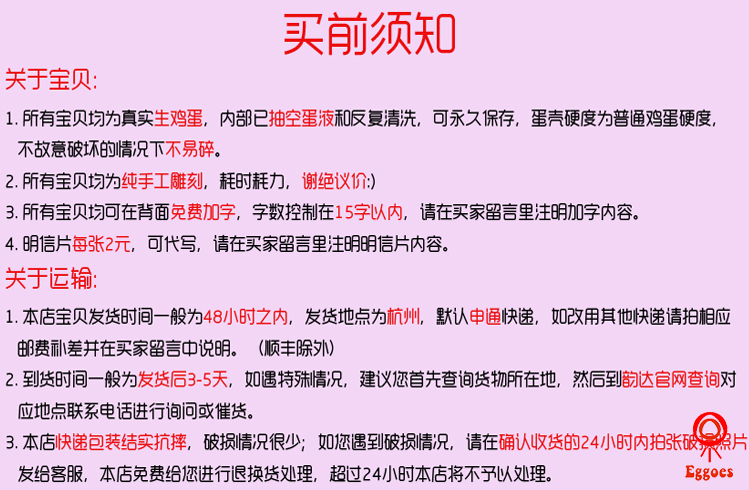 买前须知
关于宝贝:
1. 所有宝贝均为真实生鸡蛋，内部已抽空蛋液和反复清洗，可永久保存，蛋壳硬度为普通鸡蛋硬度，
不故意破坏的情况下不易碎。
2. 所有宝贝均为纯手工雕刻，耗时耗力，谢绝议价:)
3. 所有宝贝均可在背面免费加字，字数控制在15字以内，请在买家留言里注明加字内容。
4. 明信片每张2元，可代写，请在买家留言里注明明信片内容。
关于运输:
1. 本店宝贝发货时间一般为48小时之内，发货地点为杭州，默认申通快递，如改用其他快递请拍相应
邮费补差并在买家留言中说明。（顺丰除外）
2. 到货时间一般为发货后3-5天，如遇特殊情况，建议您首先查询货物所在地，然后到韵达官网查询对
应地点联系电话进行询问或催货。
3. 本店快递包装结实抗摔，破损情况很少；如您遇到破损情况，请在确认收货的24小时内拍张破损照片
发给客服，本店免费给您进行退换货处理，超过24小时本店将不予以处理。
Eggoes